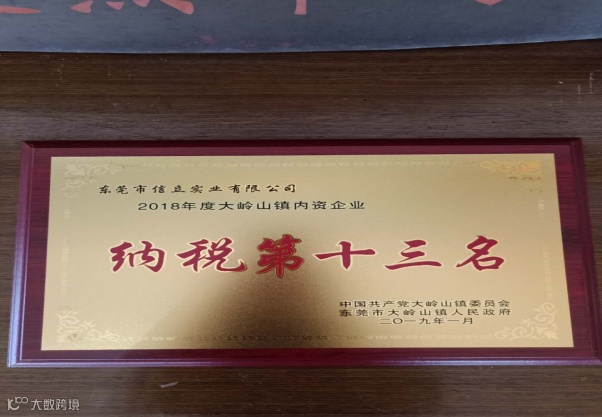 东莞市信立实业有限公司
2018年度大岭山镇内资企业
纳税第十三名
中国共产党大岭山镇委员会
东莞市大岭山镇人民政府
二〇一九年一月
大数跨境